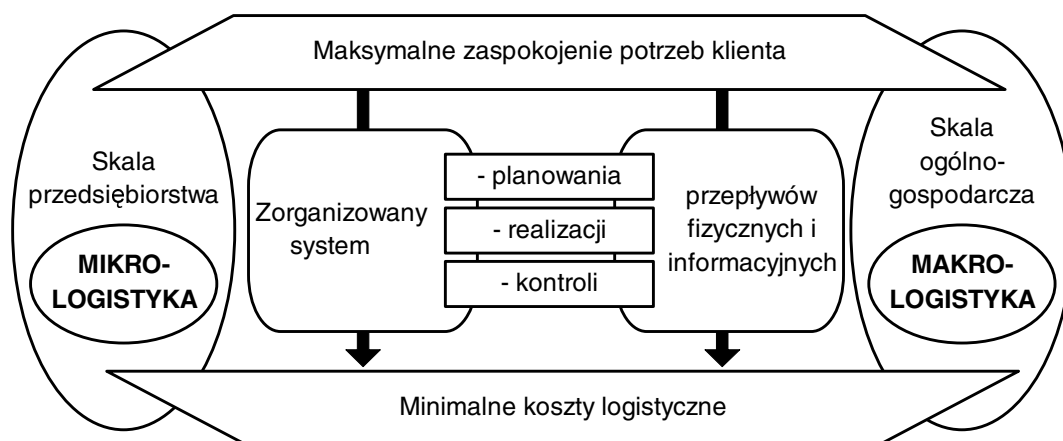 Maksymalne zaspokojenie potrzeb klienta
Skala
przedsiębiorstwa
MIKRO-
LOGISTYKA
Zorganizowany
system
- planowania
- realizacji
- kontroli
przepływów
fizycznych i
informacyjnych
Skala
ogólno-
gospodarcza
MAKRO-
LOGISTYKA
Minimalne koszty logistyczne